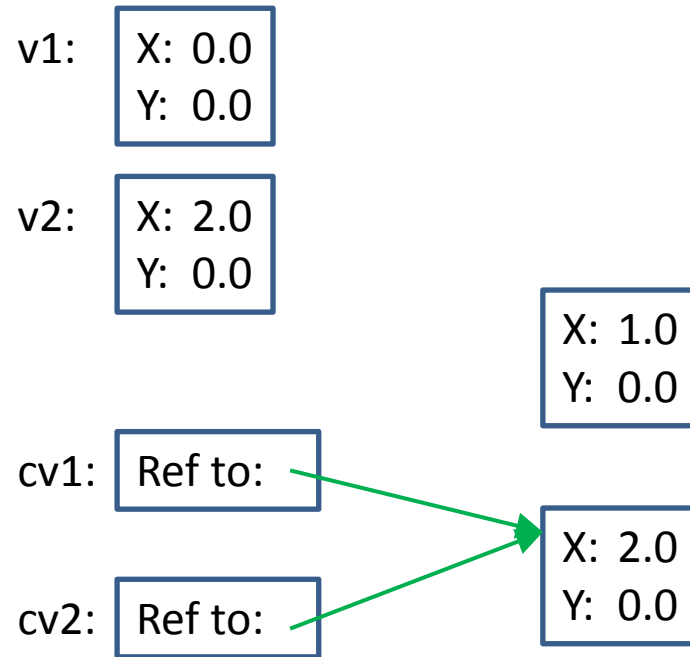 v1: X: 0.0
Y: 0.0
v2: X: 2.0
Y: 0.0
X: 1.0
Y: 0.0
cv1: Ref to:
X: 2.0
Y: 0.0
cv2: Ref to: